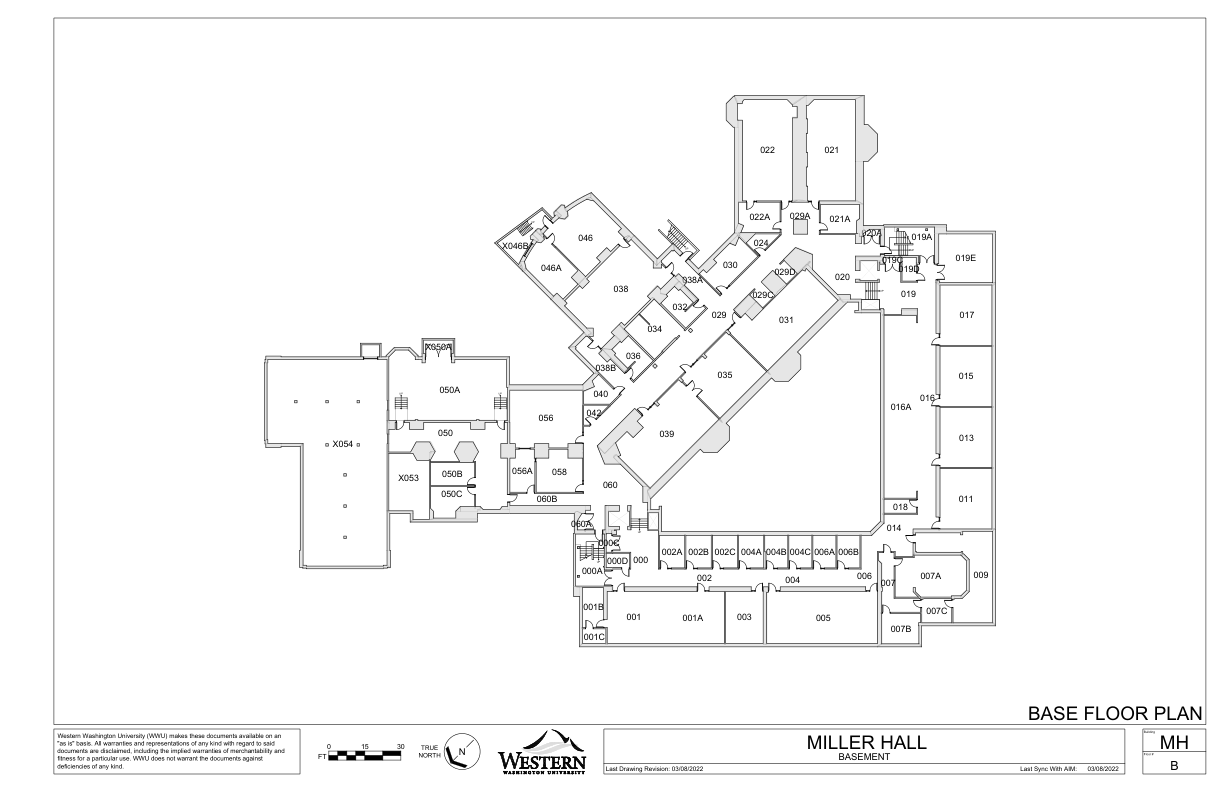 022
021
022A
029A
021A
020A
019A
024
046
X046B
019E
046A
030
019C
019D
029D
020
038A
038
029C
019
032
029
031
017
034
X050A
036
038B
035
015
050A
040
016
016A
042
056
039
050
013
X054
050B
056A
058
X053
060
050C
060B
011
018
060A
014
000C
000
000D
002A
002B
002C
004A
004B
004C
006A
006B
000A
002
004
006
007
007A
009
001B
007C
001
001A
003
005
007B
001C
BASE FLOOR PLAN
Western Washington University (WWU) makes these documents available on an
"as is" basis. All warranties and representations of any kind with regard to said
documents are disclaimed, including the implied warranties of merchantability and
fitness for a particular use. WWU does not warrant the documents against
deficiencies of any kind.
0 15 30
FT
TRUE
NORTH
N
WESTERN
WASHINGTON UNIVERSITY
MILLER HALL
BASEMENT
Last Drawing Revision: 03/08/2022
Last Sync With AIM: 03/08/2022
Building
MH
Floor
B